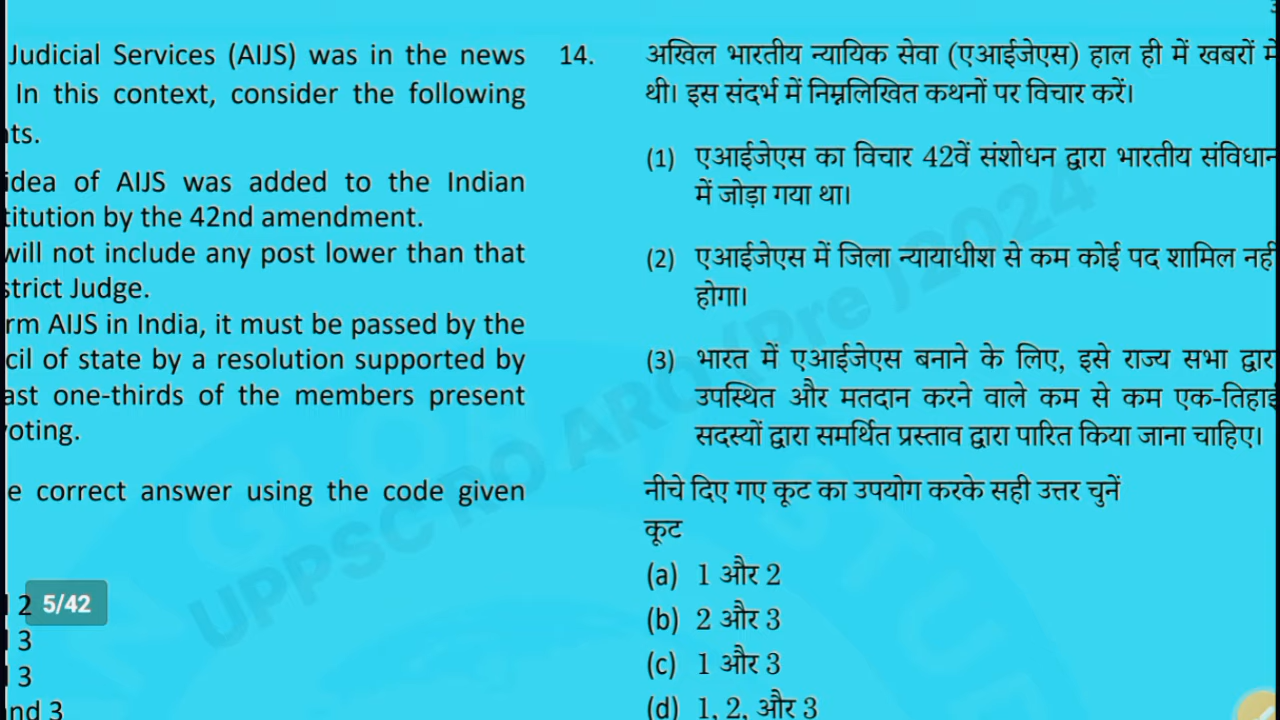 Judicial Services (AIJS) was in the news
In this context, consider the following
ts.
idea of AIJS was added to the Indian
titution by the 42nd amendment.
will not include any post lower than that
strict Judge.
rm AIJS in India, it must be passed by the
cil of state by a resolution supported by
ast one-thirds of the members present
voting.
e correct answer using the code given
2
5/42
3
3
nd 3
14. अखिल भारतीय न्यायिक सेवा (एआईजेएस) हाल ही में खबरों में
थी। इस संदर्भ में निम्नलिखित कथनों पर विचार करें।
(1) एआईजेएस का विचार 42वें संशोधन द्वारा भारतीय संविधान
में जोड़ा गया था।
(2) एआईजेएस में जिला न्यायाधीश से कम कोई पद शामिल नही
होगा।
(3) भारत में एआईजेएस बनाने के लिए, इसे राज्य सभा द्वारा
उपस्थित और मतदान करने वाले कम से कम एक-तिहाई
सदस्यों द्वारा समर्थित प्रस्ताव द्वारा पारित किया जाना चाहिए।
नीचे दिए गए कूट का उपयोग करके सही उत्तर चुनें
कूट
(a) 1 और 2
(b) 2 और 3
(c) 1 और 3
(d) 1, 2, और 3
UPPSC RO ARO (Pre ) 2024